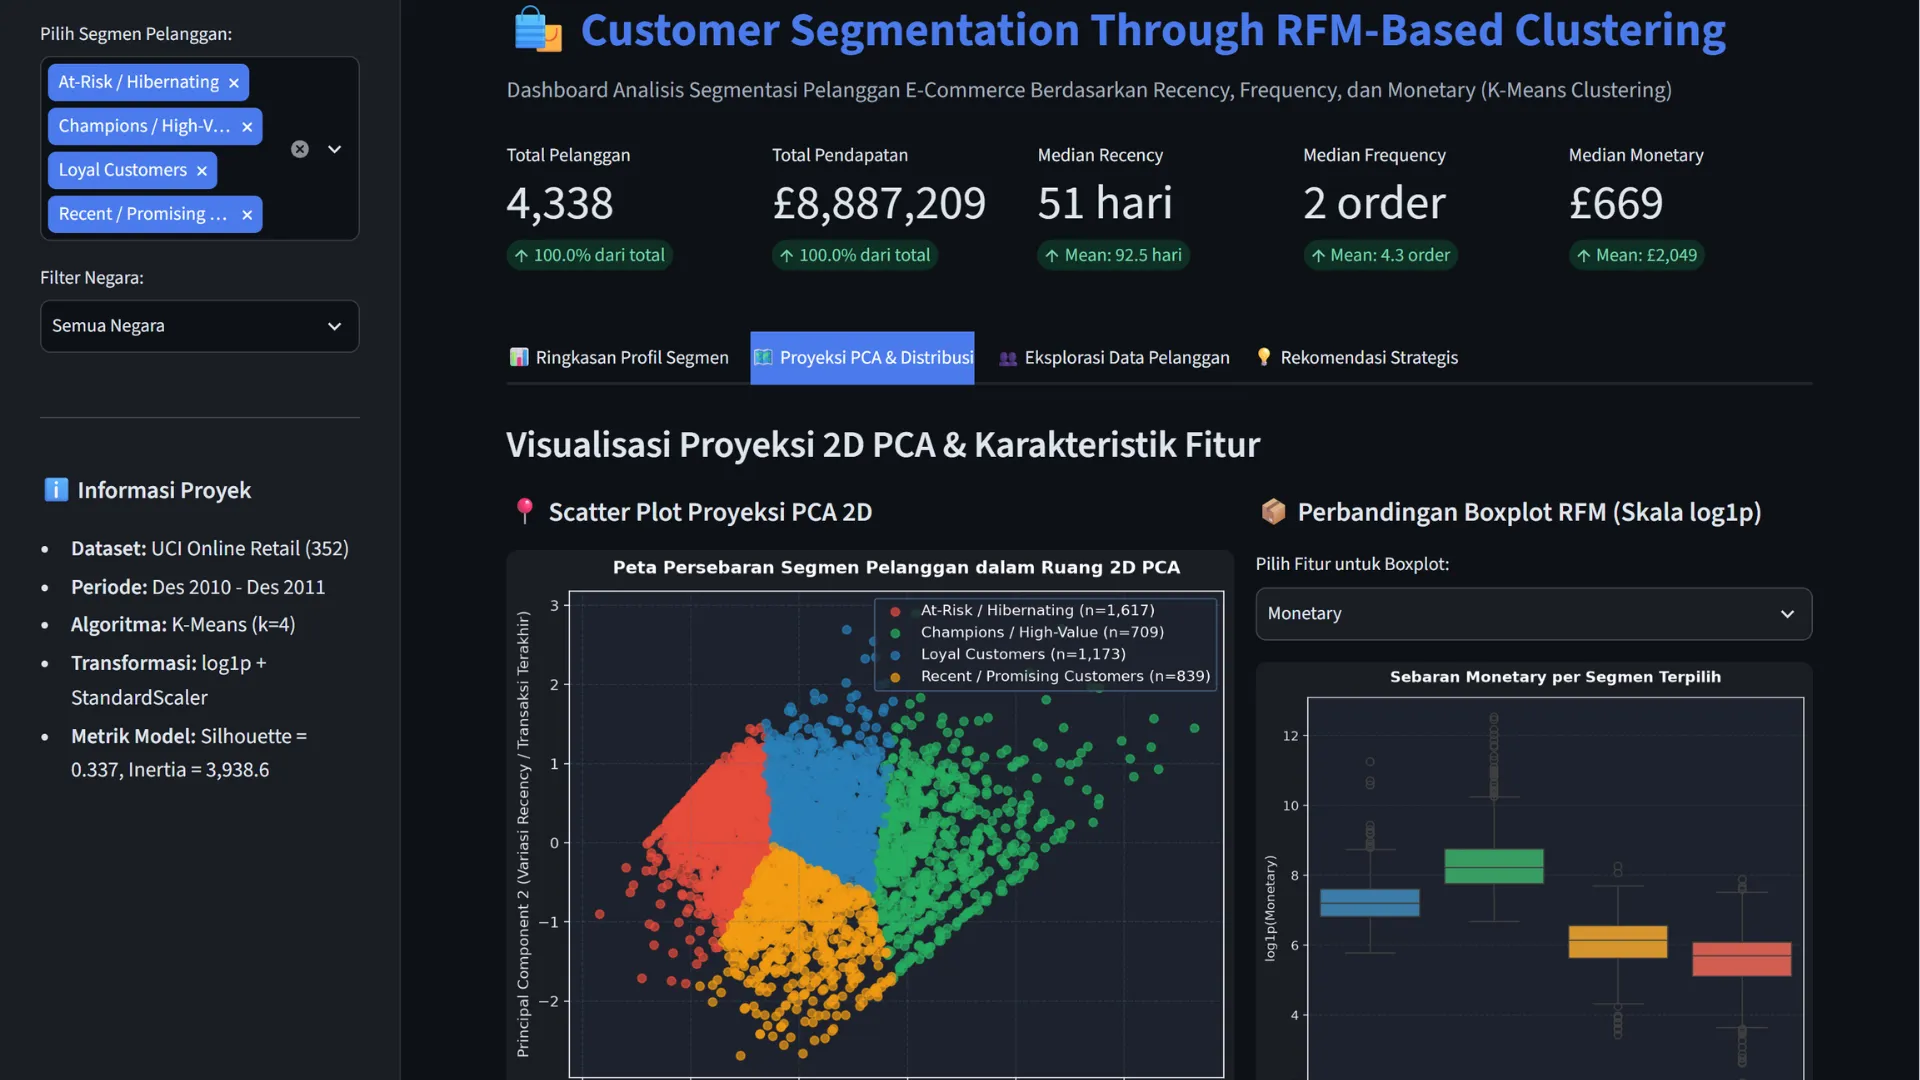 Pilih Segmen Pelanggan:
At-Risk / Hibernating ×
Champions / High-V... ×
Loyal Customers ×
Recent / Promising ... ×
Filter Negara:
Semua Negara
Informasi Proyek
Dataset: UCI Online Retail (352)
Periode: Des 2010 - Des 2011
Algoritma: K-Means (k=4)
Transformasi: log1p +
StandardScaler
Metrik Model: Silhouette =
0.337, Inertia = 3,938.6
Customer Segmentation Through RFM-Based Clustering
Dashboard Analisis Segmentasi Pelanggan E-Commerce Berdasarkan Recency, Frequency, dan Monetary (K-Means Clustering)
Total Pelanggan
4,338
↑ 100.0% dari total
Total Pendapatan
£8,887,209
↑ 100.0% dari total
Median Recency
51 hari
↑ Mean: 92.5 hari
Median Frequency
2 order
↑ Mean: 4.3 order
Median Monetary
£669
↑ Mean: £2,049
Ringkasan Profil Segmen
Proyeksi PCA & Distribusi
Eksplorasi Data Pelanggan
Rekomendasi Strategis
Visualisasi Proyeksi 2D PCA & Karakteristik Fitur
Scatter Plot Proyeksi PCA 2D
Peta Persebaran Segmen Pelanggan dalam Ruang 2D PCA
At-Risk / Hibernating (n=1,617)
Champions / High-Value (n=709)
Loyal Customers (n=1,173)
Recent / Promising Customers (n=839)
Principal Component 2 (Variasi Recency / Transaksi Terakhir)
3
2
1
0
−1
−2
Perbandingan Boxplot RFM (Skala log1p)
Pilih Fitur untuk Boxplot:
Monetary
Sebaran Monetary per Segmen Terpilih
log1p(Monetary)
12
10
8
6
4